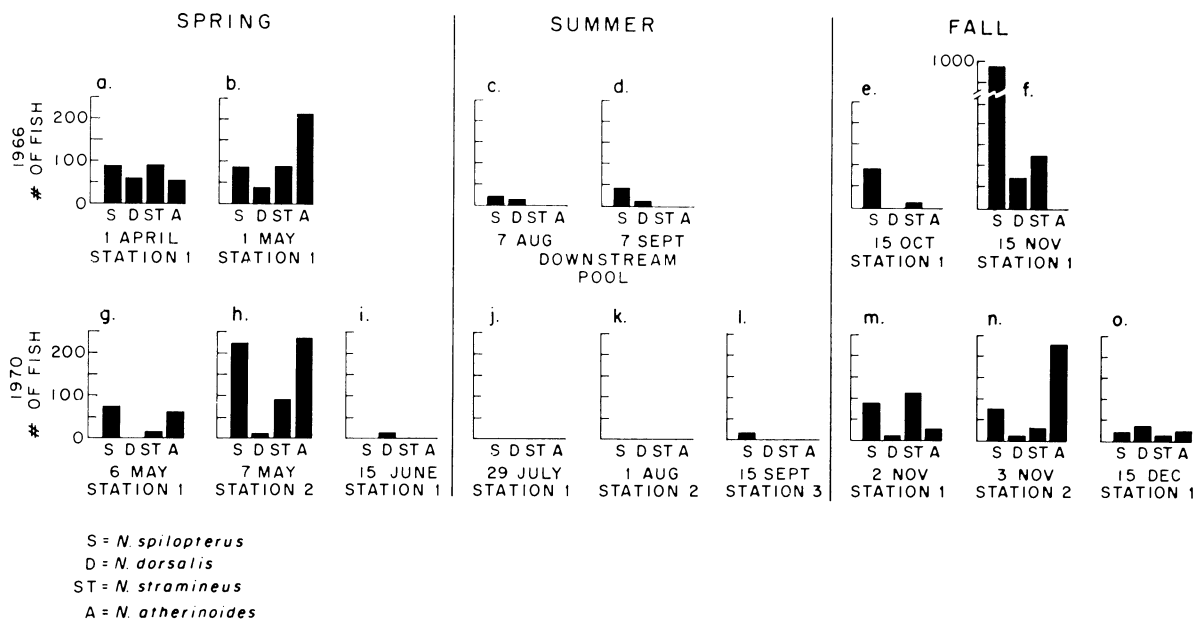 SPRING
SUMMER
FALL
1966
# OF FISH
200
100
0
a.
S D ST A
1 APRIL
STATION 1
b.
S D ST A
1 MAY
STATION 1
c.
S D ST A
7 AUG
d.
S D ST A
7 SEPT
DOWNSTREAM
POOL
e.
S D ST A
15 OCT
STATION 1
1000
f.
S D ST A
15 NOV
STATION 1
1970
# OF FISH
200
100
0
g.
S D ST A
6 MAY
STATION 1
h.
S D ST A
7 MAY
STATION 2
i.
S D ST A
15 JUNE
STATION 1
j.
S D ST A
29 JULY
STATION 1
k.
S D ST A
1 AUG
STATION 2
l.
S D ST A
15 SEPT
STATION 3
m.
S D ST A
2 NOV
STATION 1
n.
S D ST A
3 NOV
STATION 2
o.
S D ST A
15 DEC
STATION 1
S = N. spilopterus
D = N. dorsalis
ST = N. stramineus
A = N. atherinoides